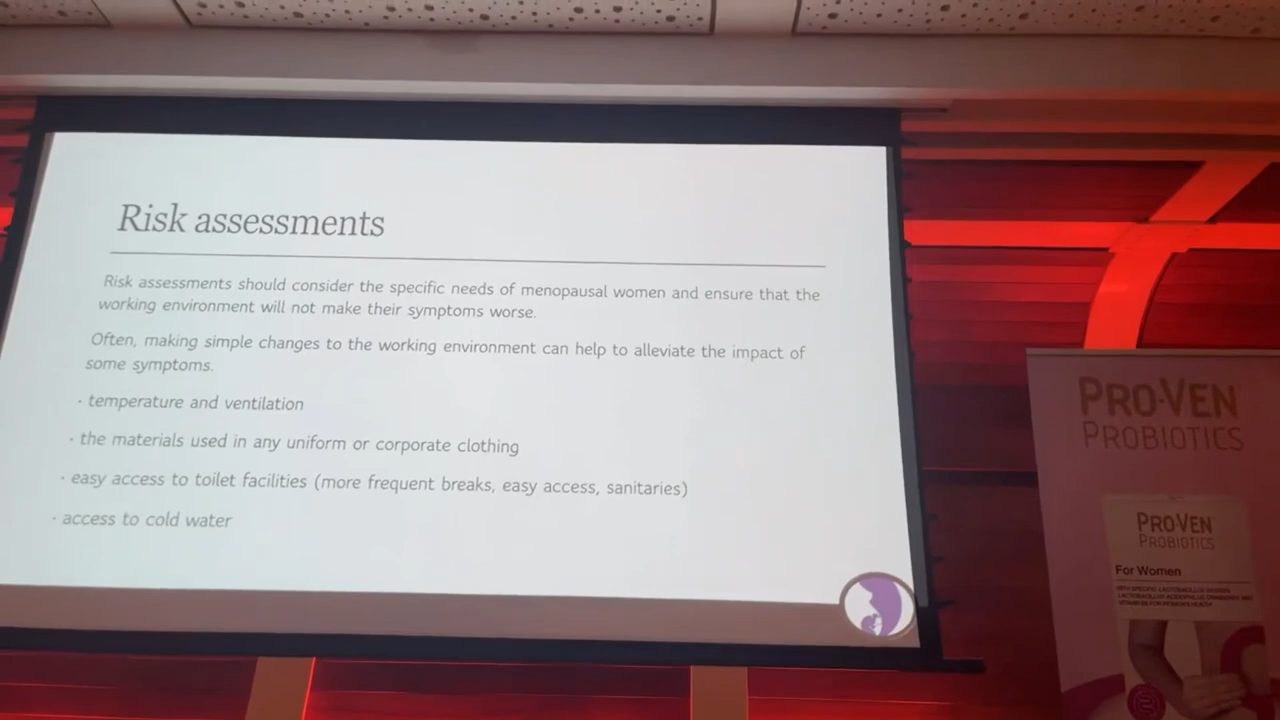 Risk assessments
Risk assessments should consider the specific needs of menopausal women and ensure that the
working environment will not make their symptoms worse.
Often, making simple changes to the working environment can help to alleviate the impact of
some symptoms.
· temperature and ventilation
· the materials used in any uniform or corporate clothing
· easy access to toilet facilities (more frequent breaks, easy access, sanitaries)
· access to cold water
PRO·VEN
PROBIOTICS
PRO·VEN
PROBIOTICS
For Women